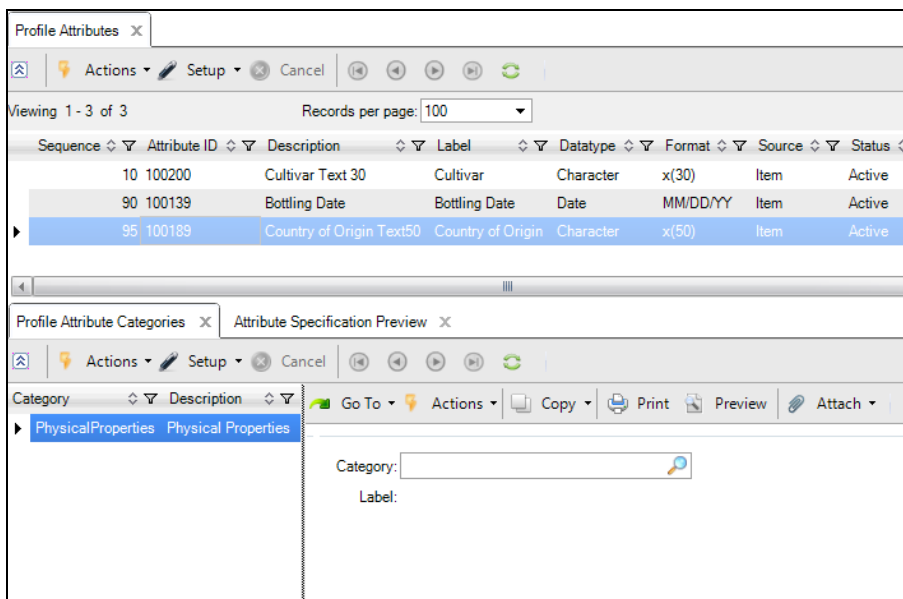 Profile Attributes
Actions Setup Cancel
Viewing 1 - 3 of 3 Records per page: 100
Sequence Attribute ID Description Label Datatype Format Source Status
10 100200 Cultivar Text 30 Cultivar Character x(30) Item Active
90 100139 Bottling Date Bottling Date Date MM/DD/YY Item Active
95 100189 Country of Origin Text50 Country of Origin Character x(50) Item Active
Profile Attribute Categories Attribute Specification Preview
Actions Setup Cancel
Category Description Go To Actions Copy Print Preview Attach
PhysicalProperties Physical Properties
Category:
Label: